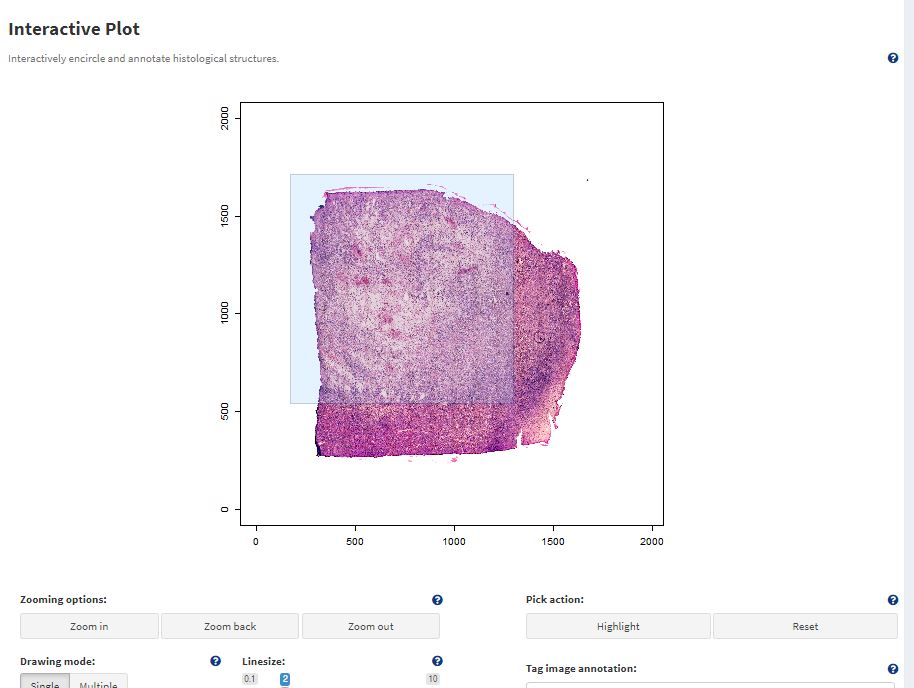 Interactive Plot
Interactively encircle and annotate histological structures.
2000
1500
1000
500
0
0 500 1000 1500 2000
Zooming options:
Pick action:
Zoom in Zoom back Zoom out
Highlight Reset
Drawing mode:
Linesize:
Tag image annotation:
0.1 2 10
Single Multiple